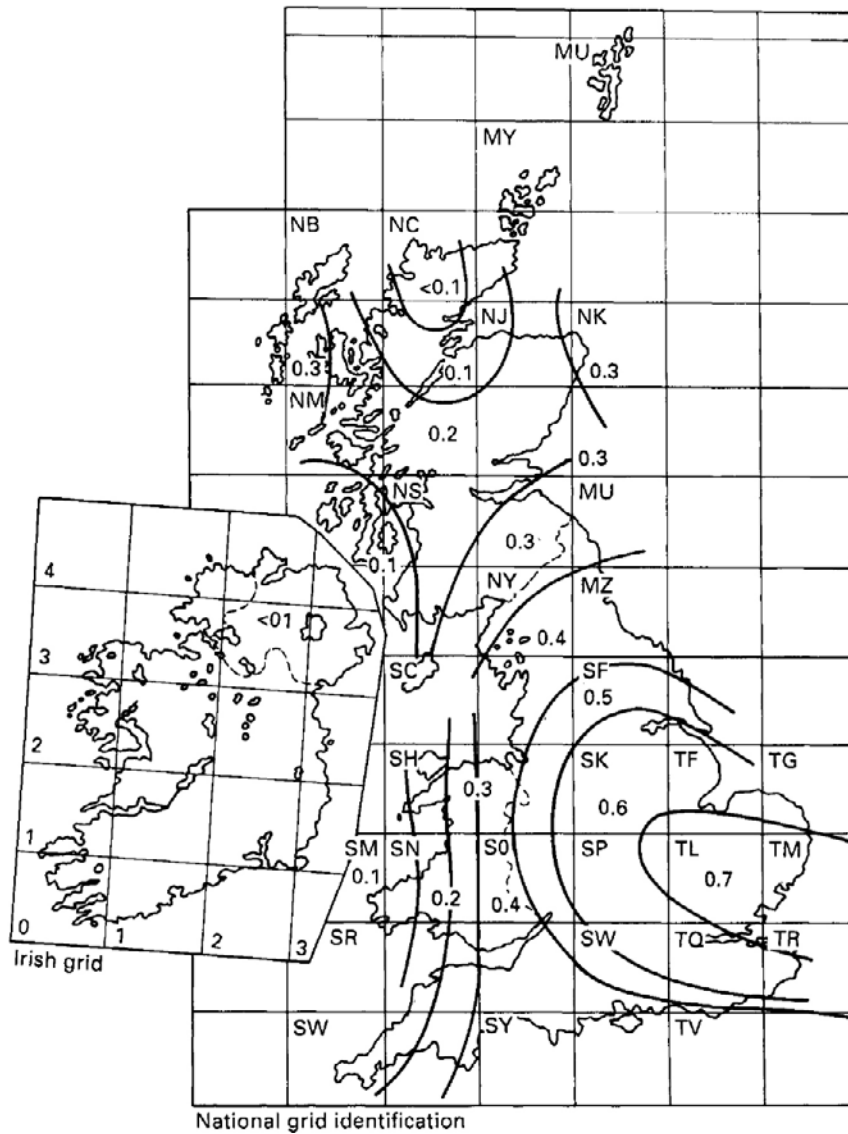 MU
MY
NB NC
<0.1
NJ NK
0.3 0.1 0.3
NM
0.2
0.3
NS MU
0.3
0.1
4
NY MZ
<01
0.4
3
SC SF
0.5
2
SH SK TF TG
0.3
0.6
1
SM SN S0 SP TL TM
0.1 0.7
0.2 0.4
0 1 2 3
SR SW TQ TR
Irish grid
SW SY TV
National grid identification